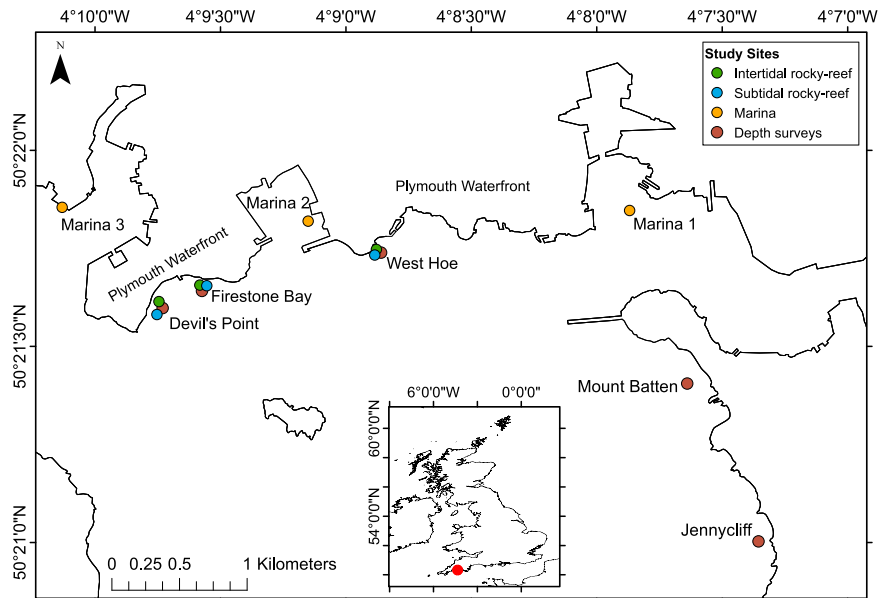 4°10'0"W 4°9'30"W 4°9'0"W 4°8'30"W 4°8'0"W 4°7'30"W 4°7'0"W
N
Study Sites
Intertidal rocky-reef
Subtidal rocky-reef
Marina
Depth surveys
50°22'0"N
50°21'30"N
50°21'0"N
Plymouth Waterfront
Marina 2
Marina 3
Marina 1
Plymouth Waterfront
West Hoe
Firestone Bay
Devil's Point
Mount Batten
Jennycliff
6°0'0"W 0°0'0"
60°0'0"N
54°0'0"N
0 0.25 0.5 1 Kilometers